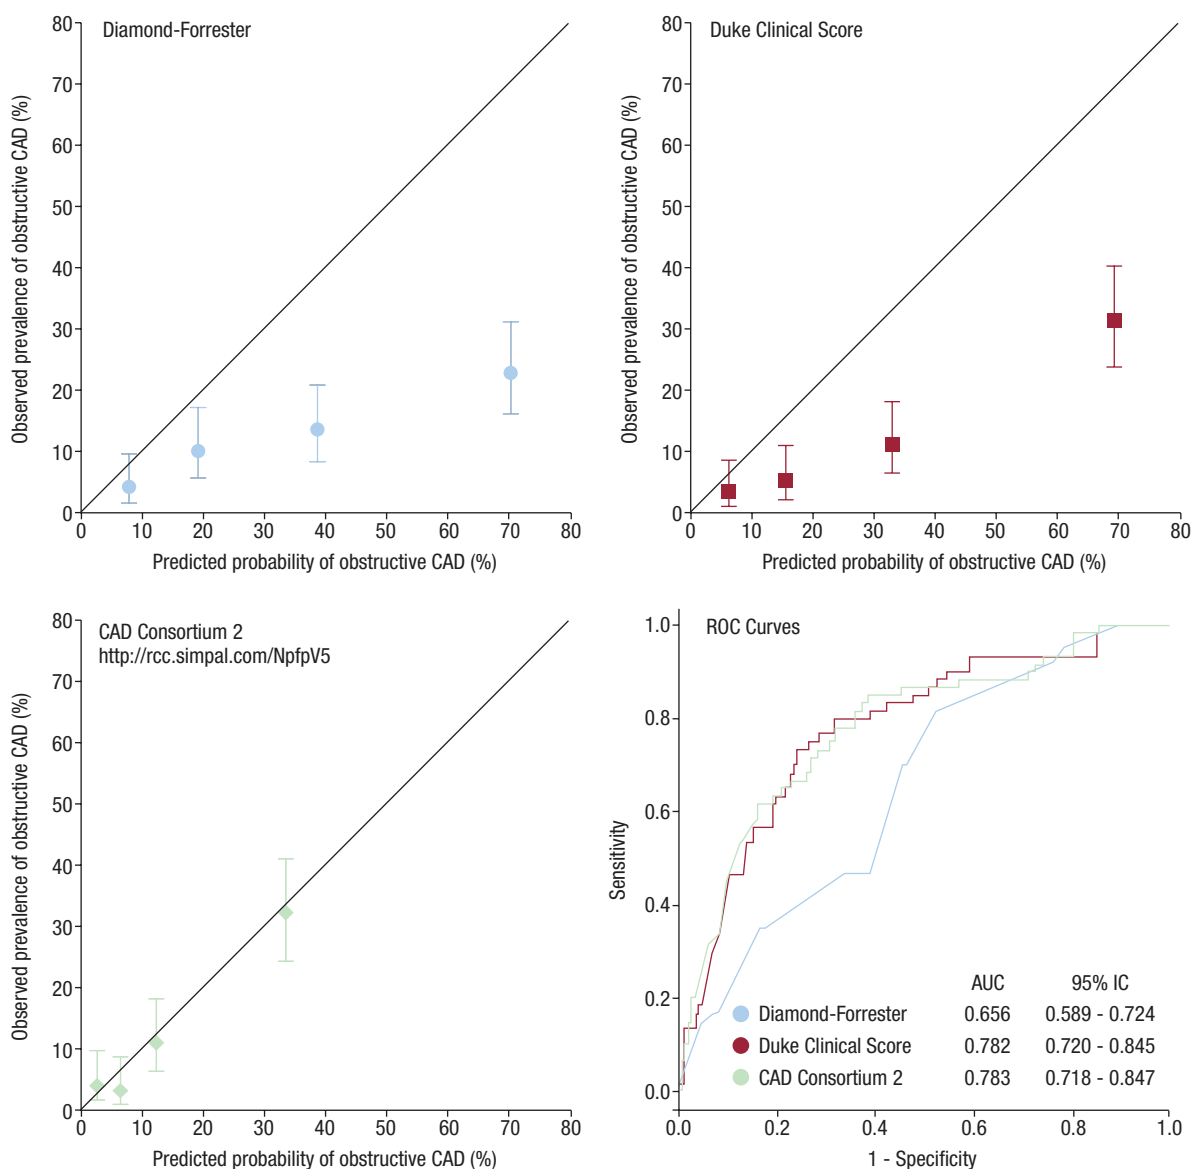 Diamond-Forrester
Observed prevalence of obstructive CAD (%)
80
70
60
50
40
30
20
10
0
0 10 20 30 40 50 60 70 80
Predicted probability of obstructive CAD (%)
Duke Clinical Score
Observed prevalence of obstructive CAD (%)
80
70
60
50
40
30
20
10
0
0 10 20 30 40 50 60 70 80
Predicted probability of obstructive CAD (%)
CAD Consortium 2
http://rcc.simpal.com/NpfpV5
Observed prevalence of obstructive CAD (%)
80
70
60
50
40
30
20
10
0
0 10 20 30 40 50 60 70 80
Predicted probability of obstructive CAD (%)
ROC Curves
Sensitivity
1.0
0.8
0.6
0.4
0.2
0.0
AUC 95% IC
Diamond-Forrester 0.656 0.589 - 0.724
Duke Clinical Score 0.782 0.720 - 0.845
CAD Consortium 2 0.783 0.718 - 0.847
0.0 0.2 0.4 0.6 0.8 1.0
1 - Specificity